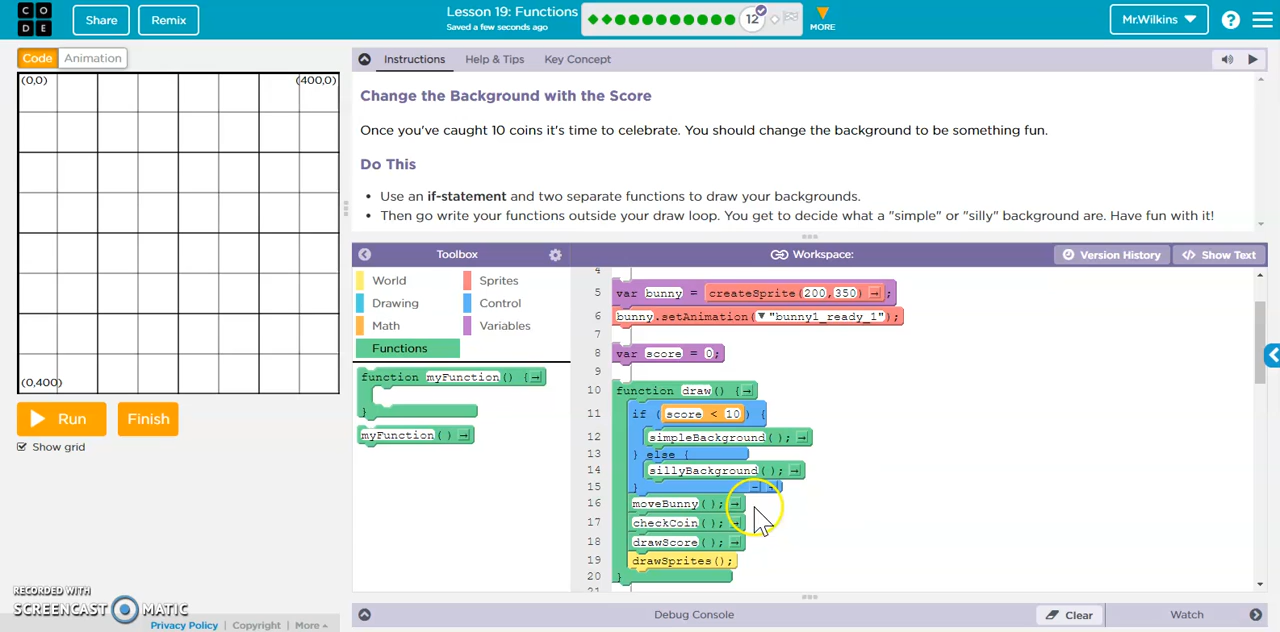 CO
DE
Share
Remix
Lesson 19: Functions
Saved a few seconds ago
12
MORE
Mr.Wilkins
?
Code
Animation
(0,0)
(400,0)
(0,400)
Run
Finish
Show grid
Instructions
Help & Tips
Key Concept
Change the Background with the Score
Once you've caught 10 coins it's time to celebrate. You should change the background to be something fun.
Do This
Use an if-statement and two separate functions to draw your backgrounds.
Then go write your functions outside your draw loop. You get to decide what a "simple" or "silly" background are. Have fun with it!
Toolbox
Workspace:
Version History
</> Show Text
World
Sprites
Drawing
Control
Math
Variables
Functions
function myFunction() {
}
myFunction()
4
5 var bunny = createSprite(200,350);
6 bunny.setAnimation("bunny1_ready_1");
7
8 var score = 0;
9
10 function draw() {
11 if (score < 10) {
12 simpleBackground();
13 } else {
14 sillyBackground();
15 }
16 moveBunny();
17 checkCoin();
18 drawScore();
19 drawSprites();
20 }
Debug Console
Clear
Watch
RECORDED WITH
SCREENCAST MATIC
Privacy Policy
Copyright
More